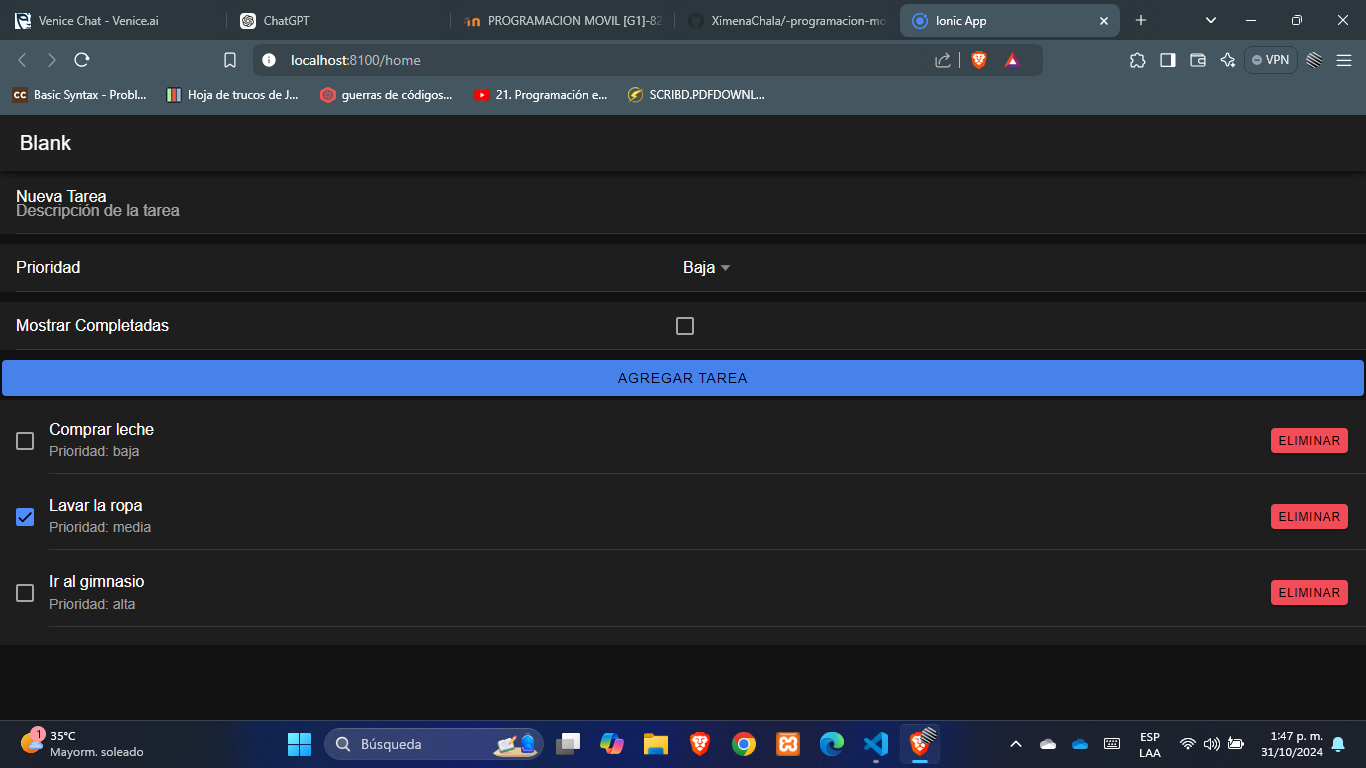 Venice Chat - Venice.ai
ChatGPT
PROGRAMACION MOVIL [G1]-82
XimenaChala/-programacion-mo
Ionic App
localhost:8100/home
VPN
CC Basic Syntax - Probl...
Hoja de trucos de J...
guerras de códigos...
21. Programación e...
SCRIBD.PDFDOWNL...
Blank
Nueva Tarea
Descripción de la tarea
Prioridad
Baja
Mostrar Completadas
AGREGAR TAREA
Comprar leche
Prioridad: baja
ELIMINAR
Lavar la ropa
Prioridad: media
ELIMINAR
Ir al gimnasio
Prioridad: alta
ELIMINAR
1
35°C
Mayorm. soleado
Búsqueda
ESP
LAA
1:47 p. m.
31/10/2024